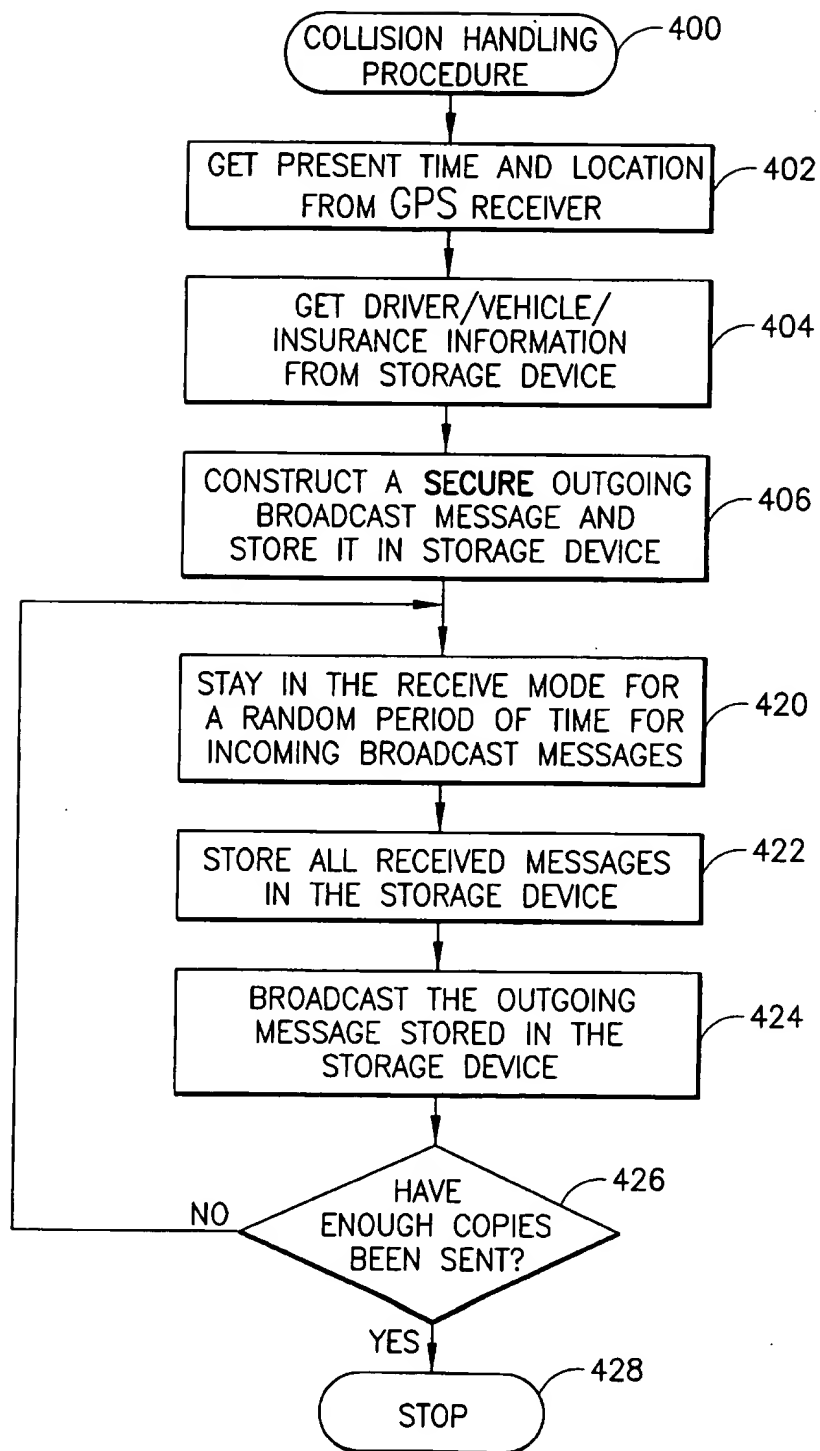 COLLISION HANDLING
PROCEDURE
400
GET PRESENT TIME AND LOCATION
FROM GPS RECEIVER
402
GET DRIVER/VEHICLE/
INSURANCE INFORMATION
FROM STORAGE DEVICE
404
CONSTRUCT A SECURE OUTGOING
BROADCAST MESSAGE AND
STORE IT IN STORAGE DEVICE
406
STAY IN THE RECEIVE MODE FOR
A RANDOM PERIOD OF TIME FOR
INCOMING BROADCAST MESSAGES
420
STORE ALL RECEIVED MESSAGES
IN THE STORAGE DEVICE
422
BROADCAST THE OUTGOING
MESSAGE STORED IN THE
STORAGE DEVICE
424
HAVE
ENOUGH COPIES
BEEN SENT?
426
NO
YES
STOP
428